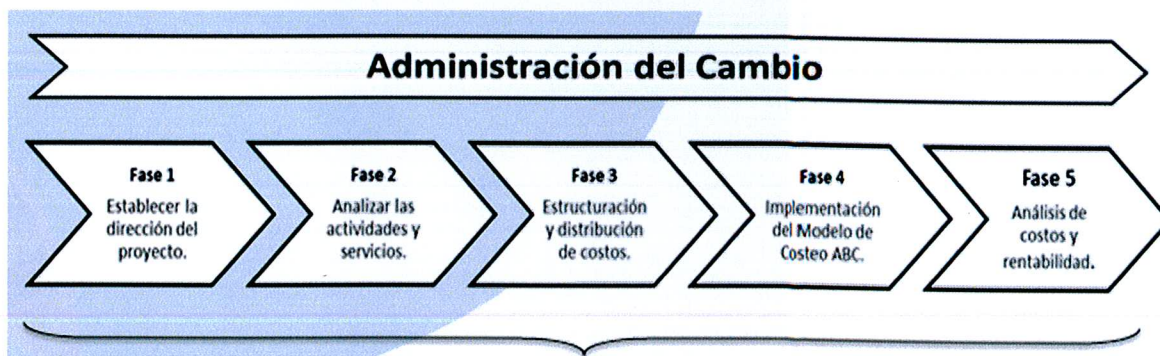 Administración del Cambio
Fase 1
Establecer la
dirección del
proyecto.
Fase 2
Analizar las
actividades y
servicios.
Fase 3
Estructuración
y distribución
de costos.
Fase 4
Implementación
del Modelo de
Costeo ABC.
Fase 5
Análisis de
costos y
rentabilidad.